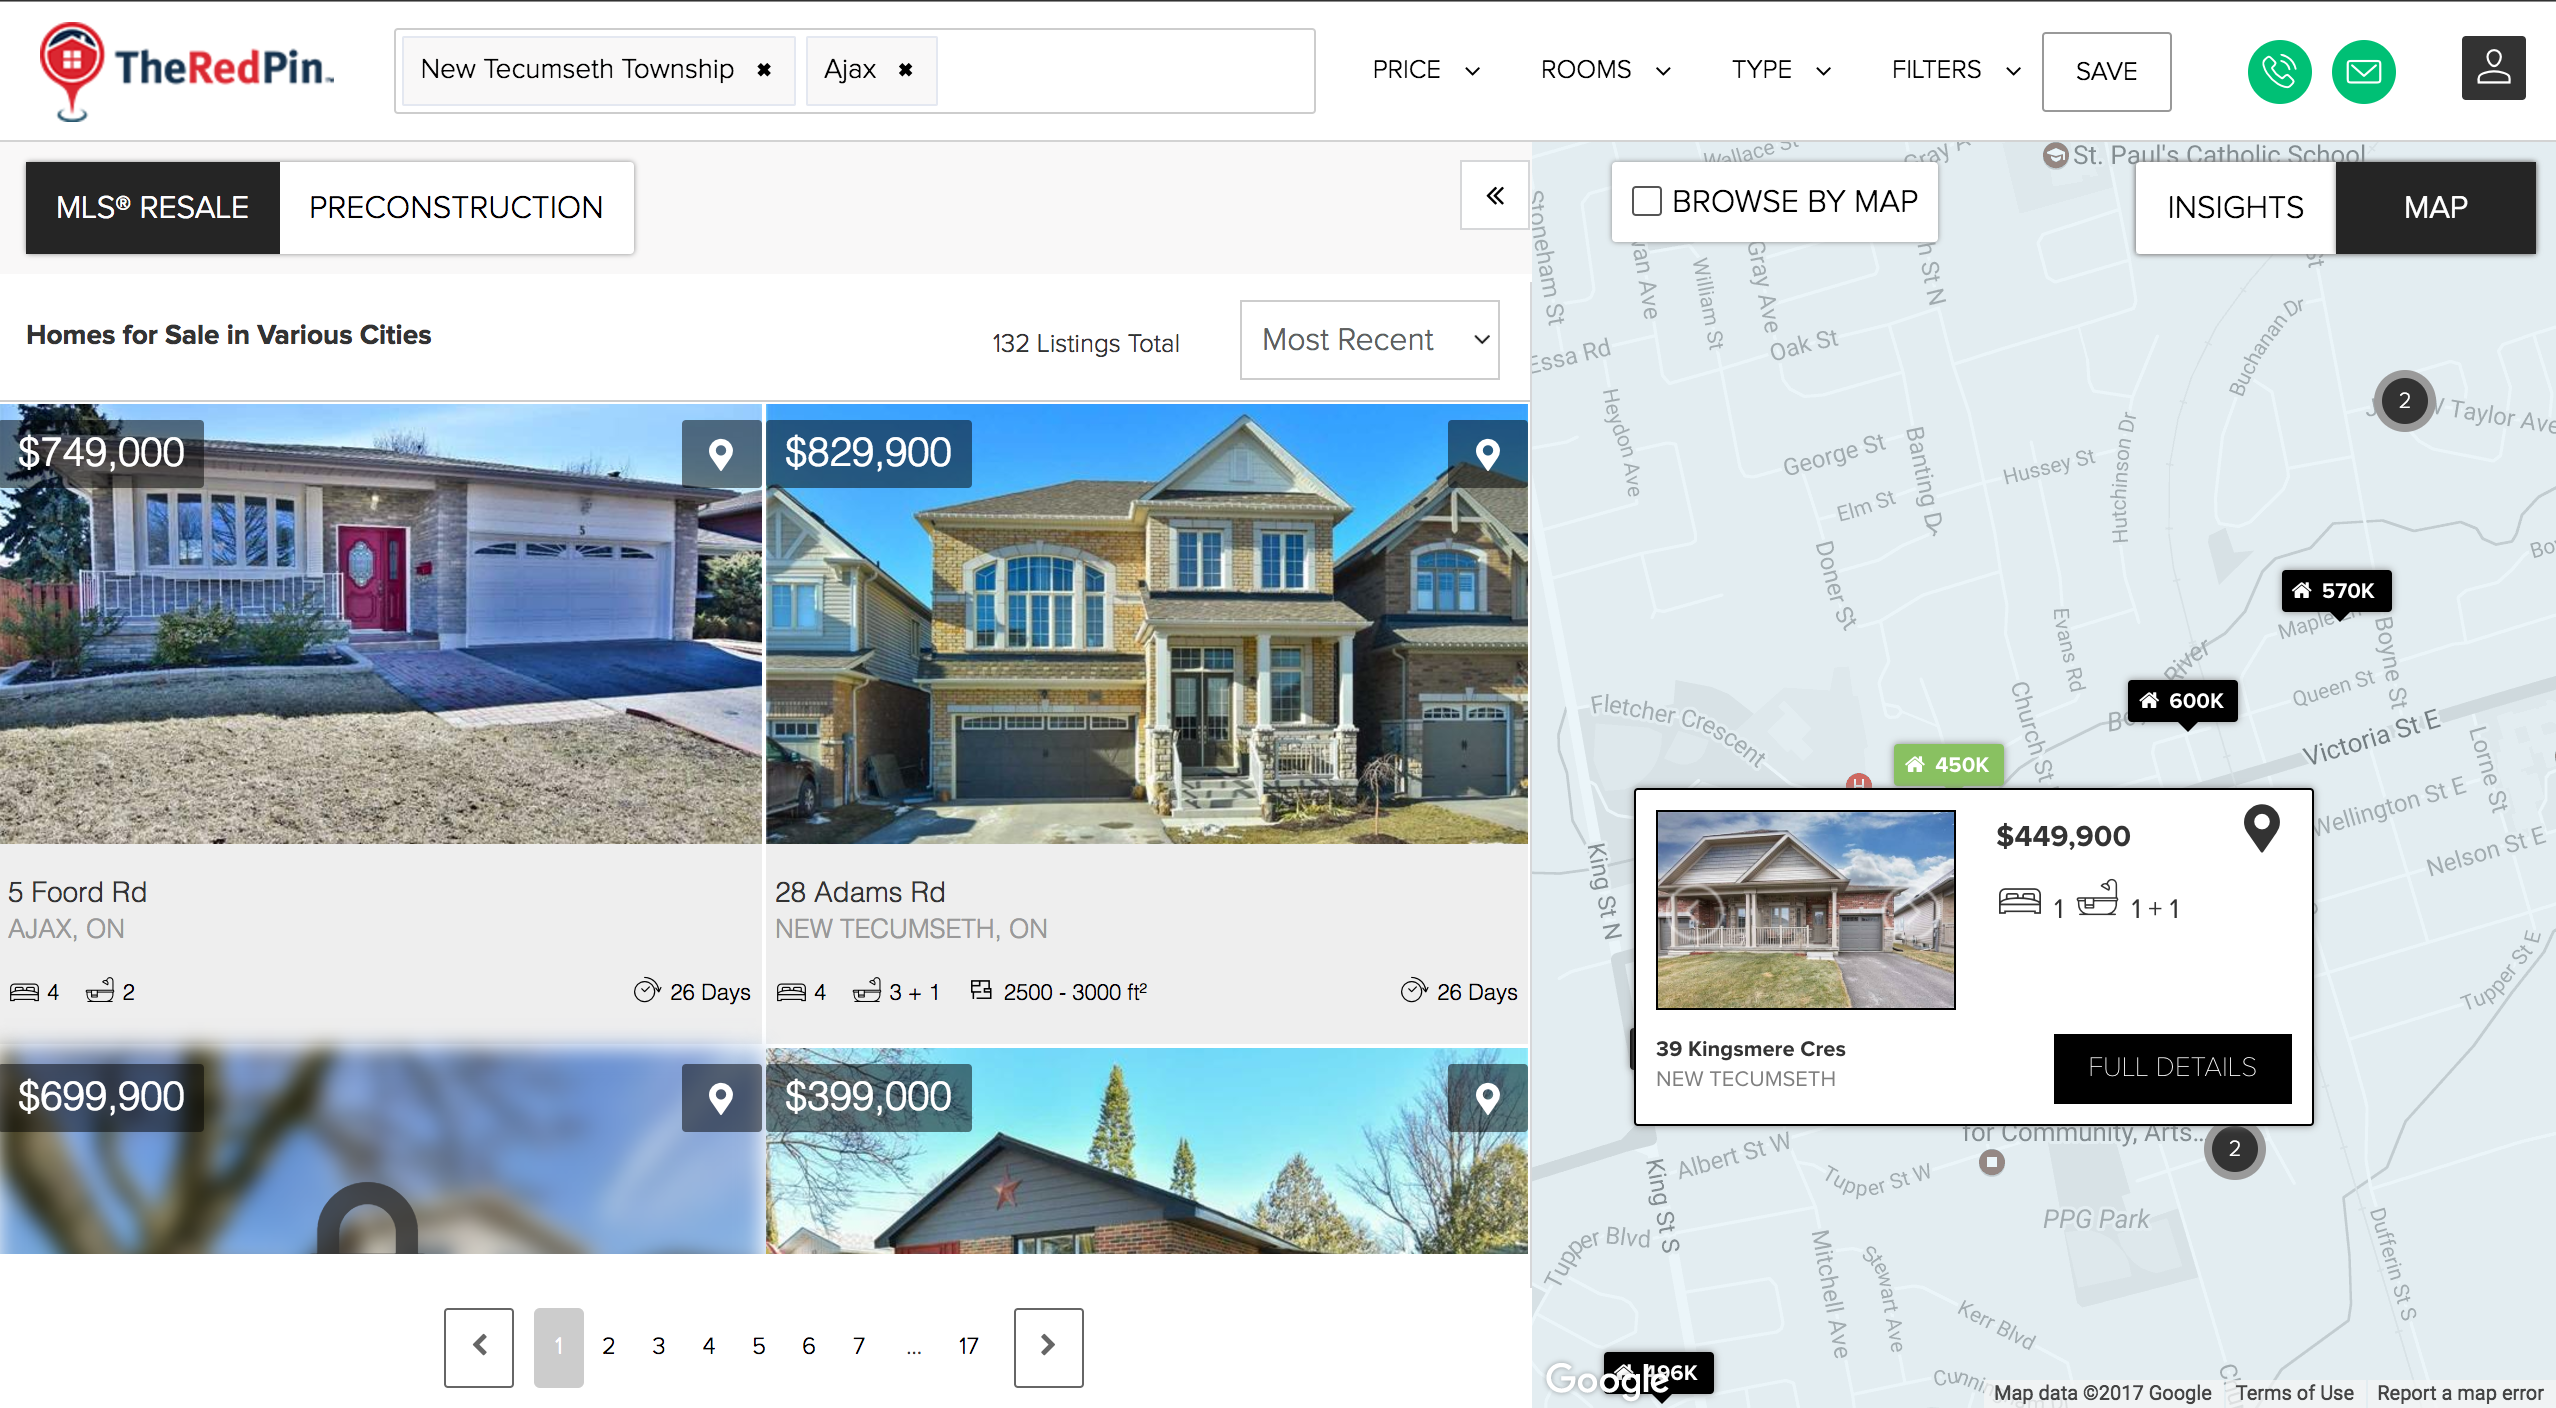 TheRedPin™
New Tecumseth Township ✖
Ajax ✖
PRICE
ROOMS
TYPE
FILTERS
SAVE
MLS® RESALE
PRECONSTRUCTION
«
Homes for Sale in Various Cities
132 Listings Total
Most Recent
$749,000
5
5 Foord Rd
AJAX, ON
4 2 26 Days
$829,900
28 Adams Rd
NEW TECUMSETH, ON
4 3 + 1 2500 - 3000 ft² 26 Days
$699,900
$399,000
1 2 3 4 5 6 7 ... 17
BROWSE BY MAP
INSIGHTS
MAP
Wallace St
Gray A
St. Paul's Catholic School
Stoneham St
van Ave
William St
Gray Ave
n St N
St
Essa Rd
Oak St
Buchanan Dr
2
W Taylor Ave
Heydon Ave
George St
Banting D
Elm St
Hussey St
Hutchinson Dr
Doner St
Evans Rd
570K
Maple
Boyne St
River
600K
Queen St
Fletcher Crescent
Church St
Victoria St E
Lorne St
450K
H
Wellington St E
Nelson St E
King St N
Tupper St E
$449,900
1 1 + 1
39 Kingsmere Cres
NEW TECUMSETH
FULL DETAILS
for Community, Arts...
2
Albert St W
Tupper St W
King St S
PPG Park
Tupper Blvd
Mitchell Ave
Stewart Ave
Dufferin St S
Kerr Blvd
496K
Google
Map data ©2017 Google
Terms of Use
Report a map error